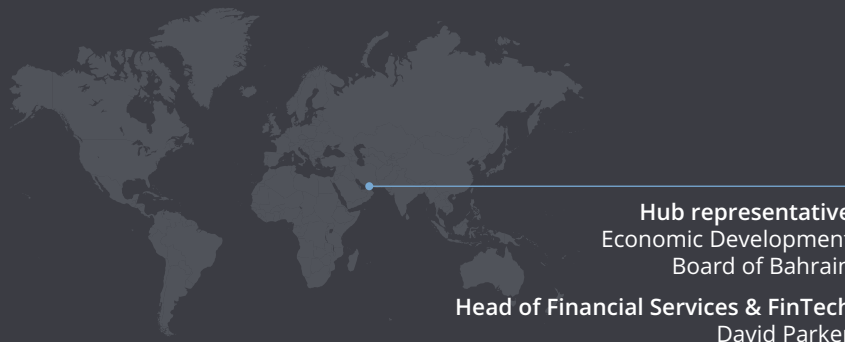 Hub representative
Economic Development
Board of Bahrain
Head of Financial Services & FinTech
David Parker